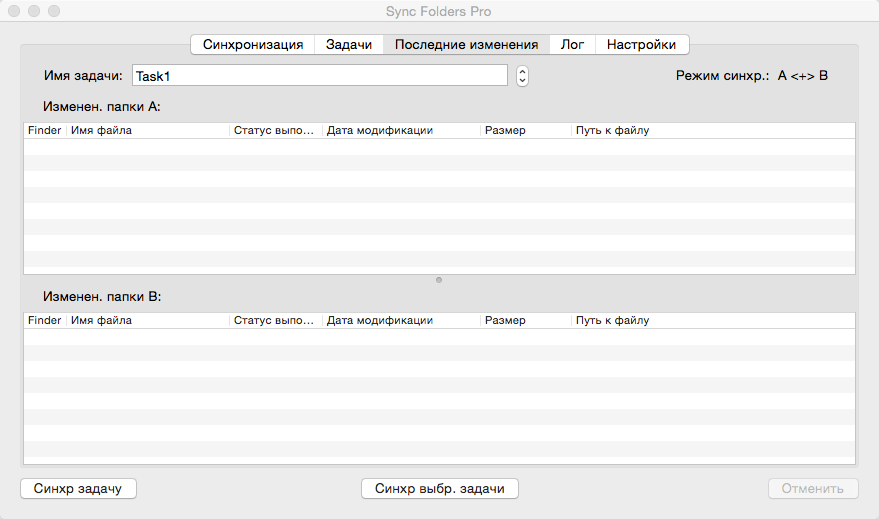 Sync Folders Pro
Синхронизация Задачи Последние изменения Лог Настройки
Имя задачи: Task1 Режим синхр.: A <+> B
Изменен. папки A:
Finder Имя файла Статус выпо... Дата модификации Размер Путь к файлу
Изменен. папки B:
Finder Имя файла Статус выпо... Дата модификации Размер Путь к файлу
Синхр задачу Синхр выбр. задачи Отменить